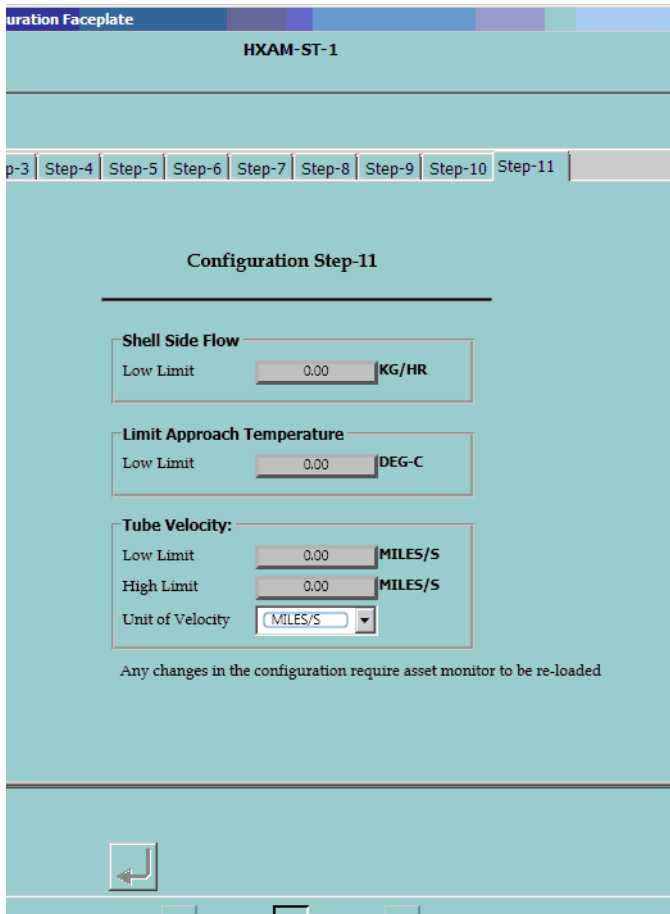 uration Faceplate
HXAM-ST-1
p-3 Step-4 Step-5 Step-6 Step-7 Step-8 Step-9 Step-10 Step-11
Configuration Step-11
Shell Side Flow
Low Limit 0.00 KG/HR
Limit Approach Temperature
Low Limit 0.00 DEG-C
Tube Velocity:
Low Limit 0.00 MILES/S
High Limit 0.00 MILES/S
Unit of Velocity MILES/S
Any changes in the configuration require asset monitor to be re-loaded